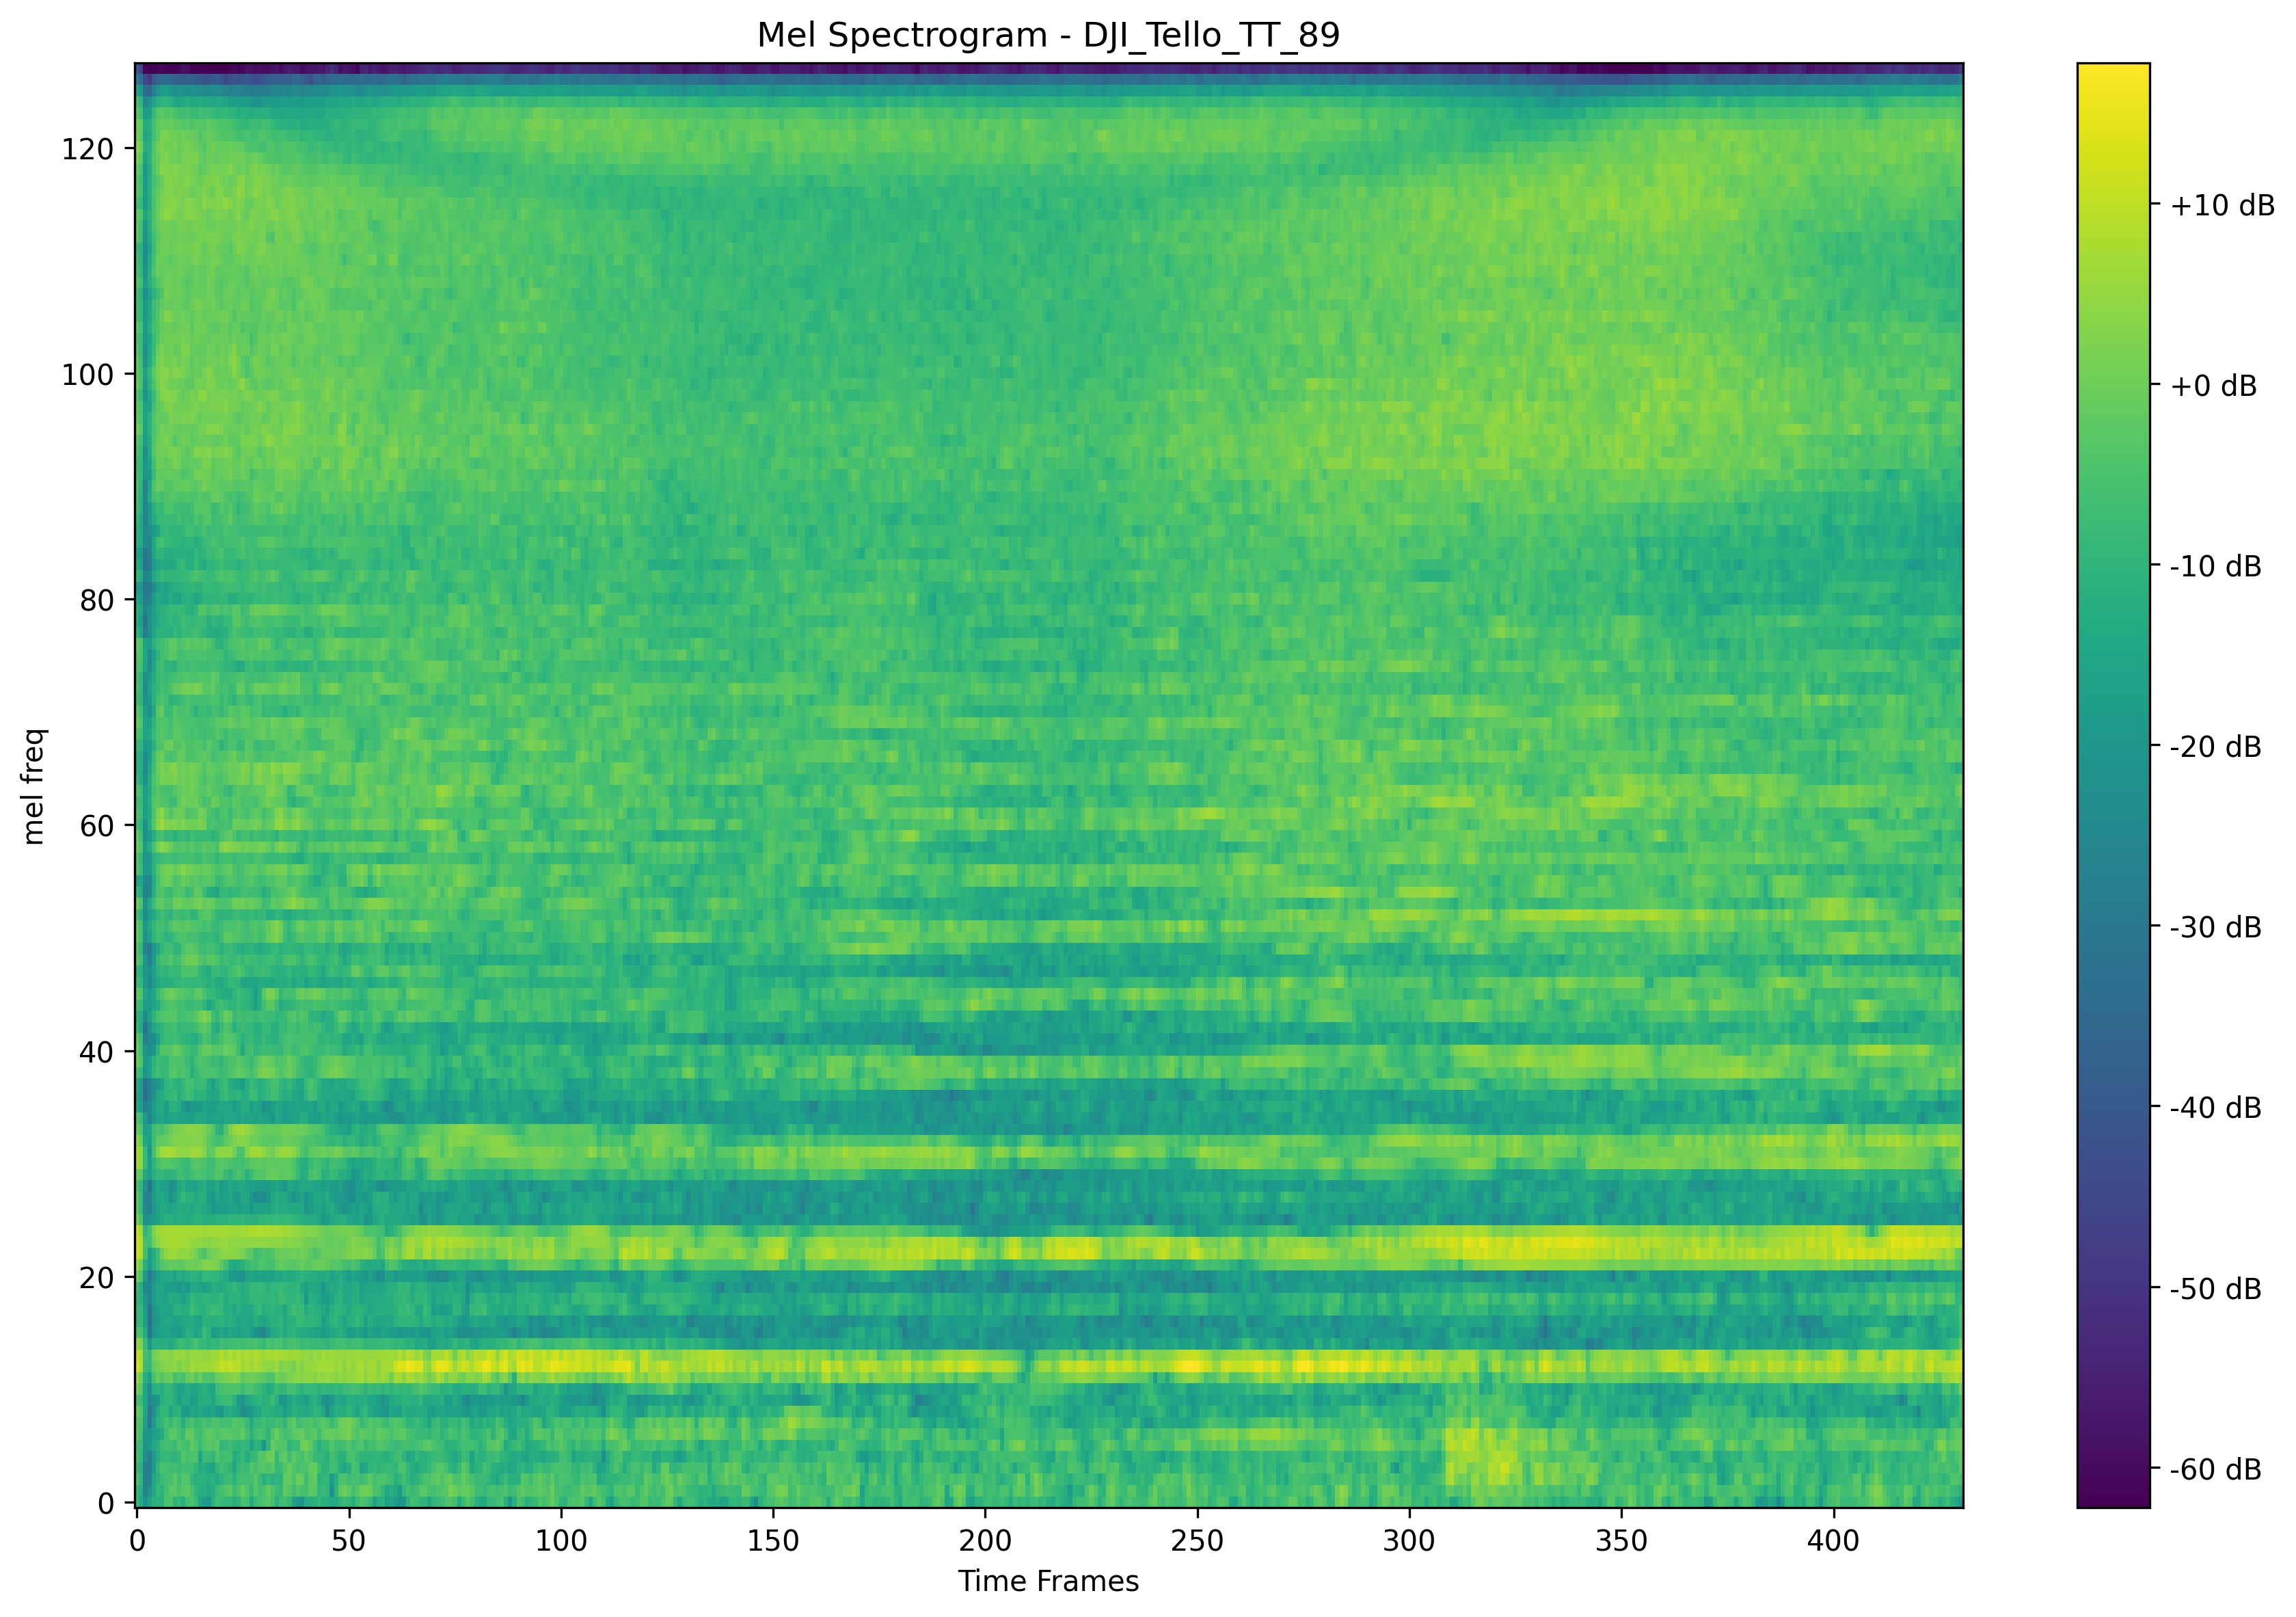 Mel Spectrogram - DJI_Tello_TT_89
mel freq
120
100
80
60
40
20
0
0 50 100 150 200 250 300 350 400
Time Frames
+10 dB
+0 dB
-10 dB
-20 dB
-30 dB
-40 dB
-50 dB
-60 dB